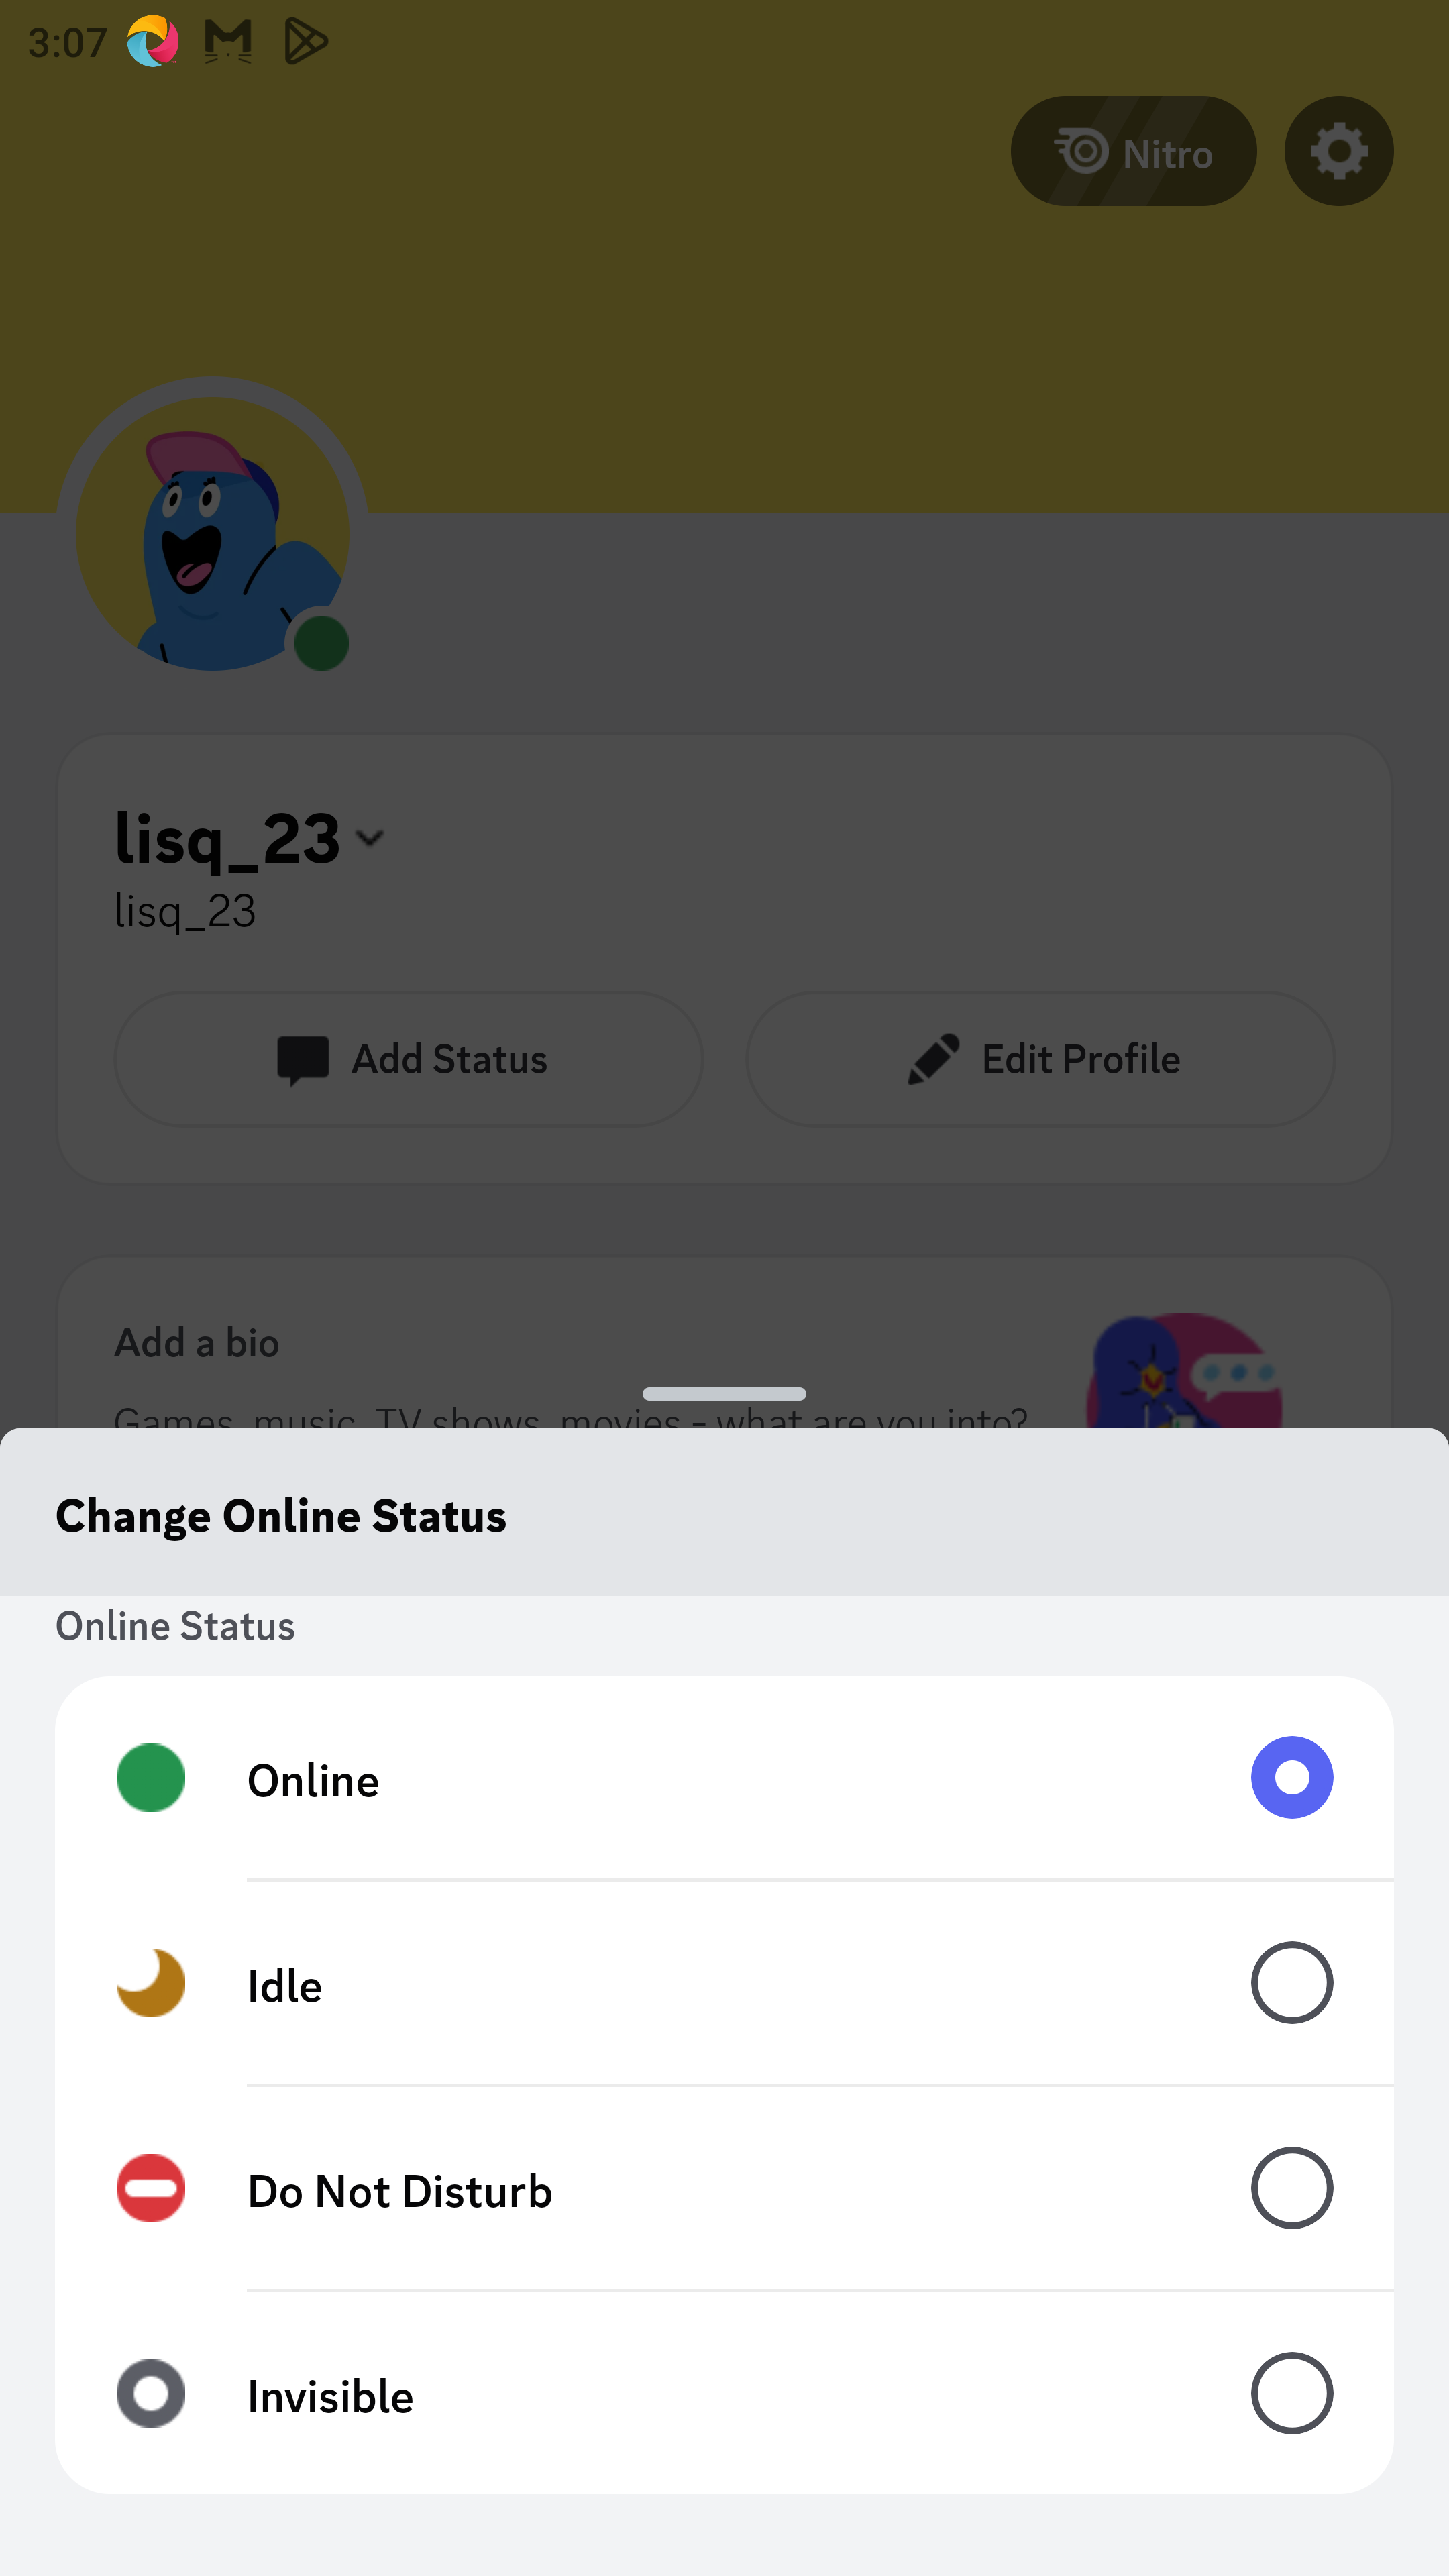 3:07
Nitro
lisq_23
lisq_23
Add Status
Edit Profile
Add a bio
Games, music, TV shows, movies - what are you into?
Change Online Status
Online Status
Online
Idle
Do Not Disturb
Invisible